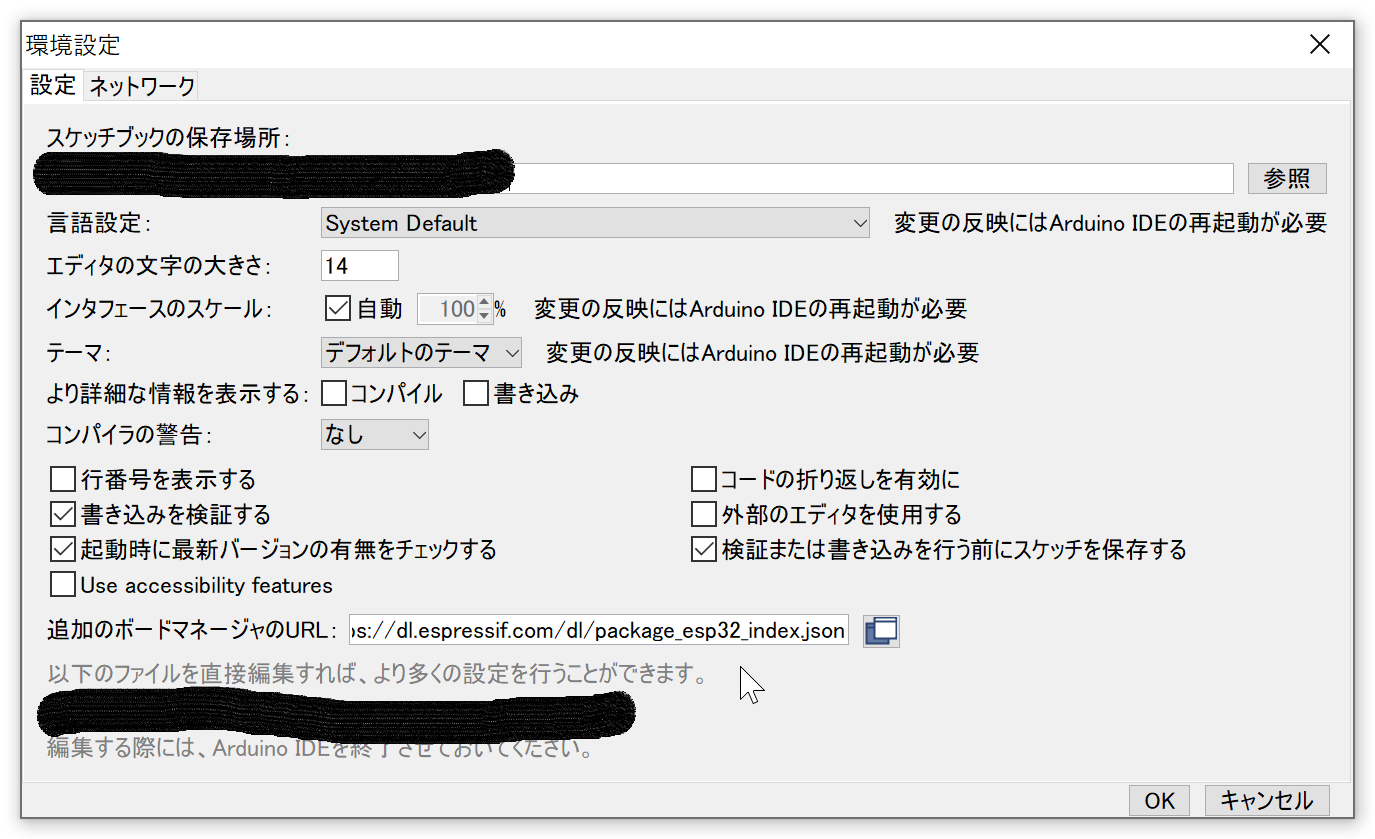 環境設定
設定 ネットワーク
スケッチブックの保存場所:
参照
言語設定: System Default 変更の反映にはArduino IDEの再起動が必要
エディタの文字の大きさ: 14
インタフェースのスケール: 自動 100 % 変更の反映にはArduino IDEの再起動が必要
テーマ: デフォルトのテーマ 変更の反映にはArduino IDEの再起動が必要
より詳細な情報を表示する: コンパイル 書き込み
コンパイラの警告: なし
行番号を表示する コードの折り返しを有効に
書き込みを検証する 外部のエディタを使用する
起動時に最新バージョンの有無をチェックする 検証または書き込みを行う前にスケッチを保存する
Use accessibility features
追加のボードマネージャのURL: ps://dl.espressif.com/dl/package_esp32_index.json
以下のファイルを直接編集すれば、より多くの設定を行うことができます。
編集する際には、Arduino IDEを終了させておいてください。
OK キャンセル